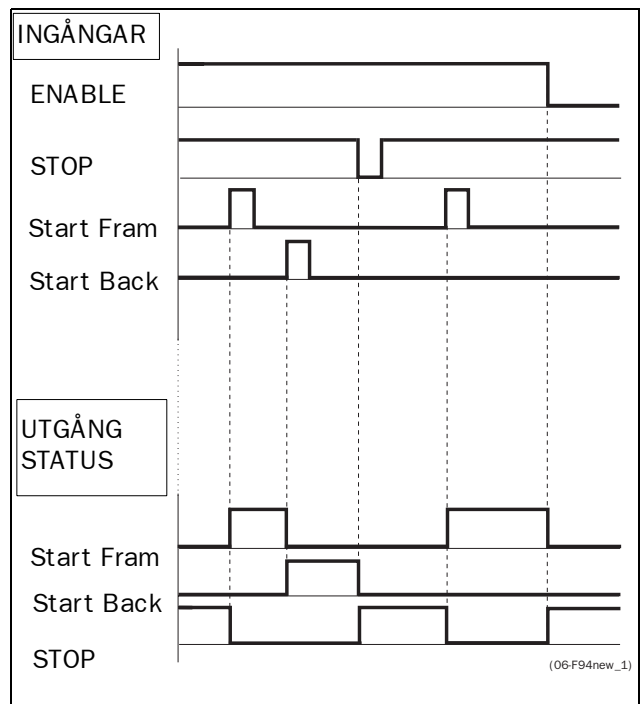 INGÅNGAR
ENABLE
STOP
Start Fram
Start Back
UTGÅNG
STATUS
Start Fram
Start Back
STOP
(06-F94new_1)